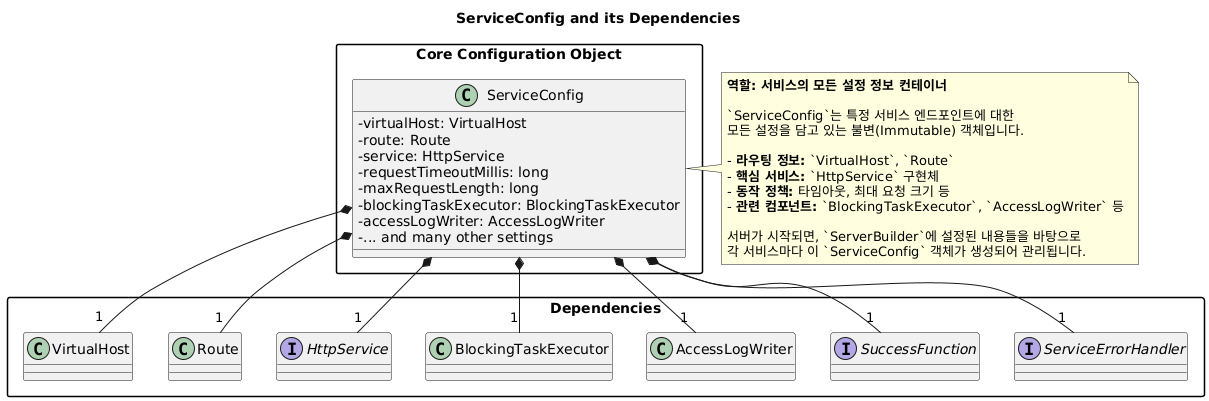 ServiceConfig and its Dependencies
Core Configuration Object
C ServiceConfig
-virtualHost: VirtualHost
-route: Route
-service: HttpService
-requestTimeoutMillis: long
-maxRequestLength: long
-blockingTaskExecutor: BlockingTaskExecutor
-accessLogWriter: AccessLogWriter
-... and many other settings
역할: 서비스의 모든 설정 정보 컨테이너
`ServiceConfig`는 특정 서비스 엔드포인트에 대한
모든 설정을 담고 있는 불변(Immutable) 객체입니다.
- 라우팅 정보: `VirtualHost`, `Route`
- 핵심 서비스: `HttpService` 구현체
- 동작 정책: 타임아웃, 최대 요청 크기 등
- 관련 컴포넌트: `BlockingTaskExecutor`, `AccessLogWriter` 등
서버가 시작되면, `ServerBuilder`에 설정된 내용들을 바탕으로
각 서비스마다 이 `ServiceConfig` 객체가 생성되어 관리됩니다.
Dependencies
1 1 1 1 1 1 1
C VirtualHost
C Route
I HttpService
C BlockingTaskExecutor
C AccessLogWriter
I SuccessFunction
I ServiceErrorHandler